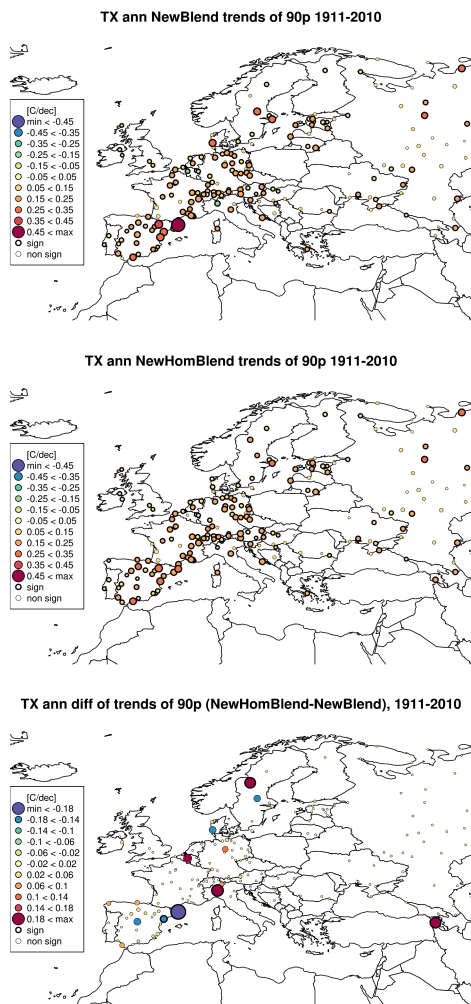 TX ann NewBlend trends of 90p 1911-2010
[C/dec]
min < -0.45
-0.45 < -0.35
-0.35 < -0.25
-0.25 < -0.15
-0.15 < -0.05
-0.05 < 0.05
0.05 < 0.15
0.15 < 0.25
0.25 < 0.35
0.35 < 0.45
0.45 < max
sign
non sign
TX ann NewHomBlend trends of 90p 1911-2010
[C/dec]
min < -0.45
-0.45 < -0.35
-0.35 < -0.25
-0.25 < -0.15
-0.15 < -0.05
-0.05 < 0.05
0.05 < 0.15
0.15 < 0.25
0.25 < 0.35
0.35 < 0.45
0.45 < max
sign
non sign
TX ann diff of trends of 90p (NewHomBlend-NewBlend), 1911-2010
[C/dec]
min < -0.18
-0.18 < -0.14
-0.14 < -0.1
-0.1 < -0.06
-0.06 < -0.02
-0.02 < 0.02
0.02 < 0.06
0.06 < 0.1
0.1 < 0.14
0.14 < 0.18
0.18 < max
sign
non sign